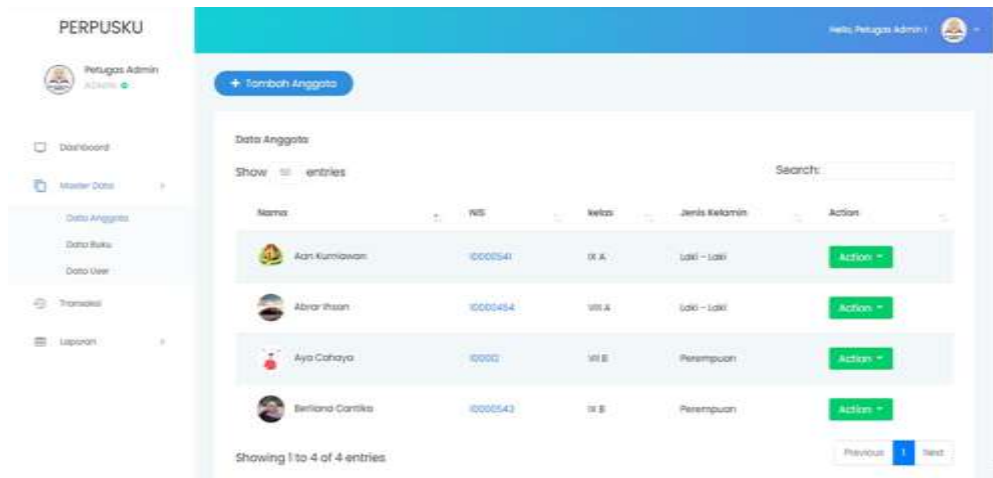 PERPUSKU
Hello, Petugas Admin !
Petugas Admin
ADMIN
+ Tambah Anggota
Dashboard
Master Data
Data Anggota
Data Buku
Data User
Transaksi
Laporan
Data Anggota
Show 10 entries
Search:
Nama NIS kelas Jenis Kelamin Action
Aan Kurniawan 10000541 IX A Laki - Laki Action
Abrar Ihsan 10000454 VIII A Laki - Laki Action
Aya Cahaya VII B Perempuan Action
Berliana Cantika 10000543 IX B Perempuan Action
Showing 1 to 4 of 4 entries
Previous 1 Next